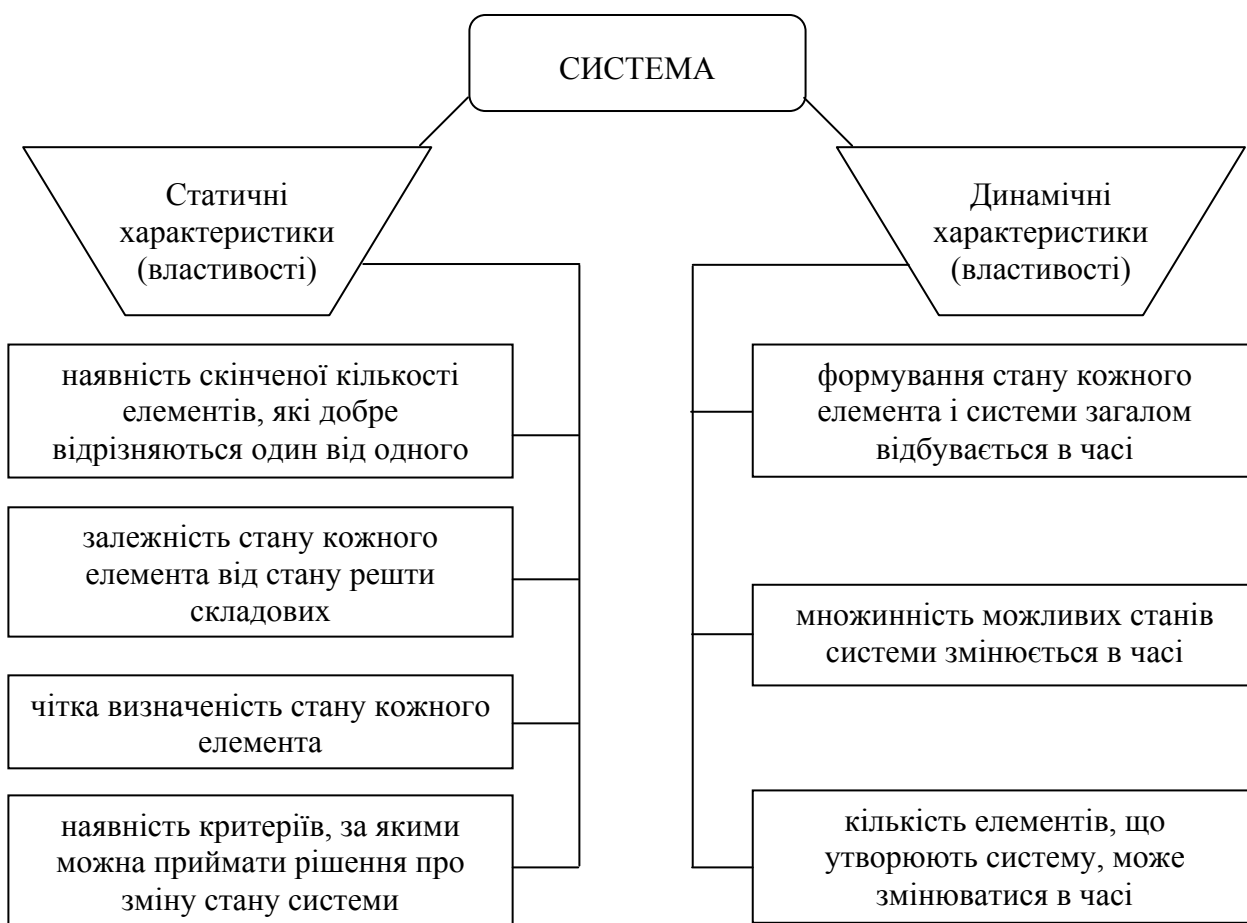 СИСТЕМА
Статичні
характеристики
(властивості)
наявність скінченої кількості
елементів, які добре
відрізняються один від одного
залежність стану кожного
елемента від стану решти
складових
чітка визначеність стану кожного
елемента
наявність критеріїв, за якими
можна приймати рішення про
зміну стану системи
Динамічні
характеристики
(властивості)
формування стану кожного
елемента і системи загалом
відбувається в часі
множинність можливих станів
системи змінюється в часі
кількість елементів, що
утворюють систему, може
змінюватися в часі